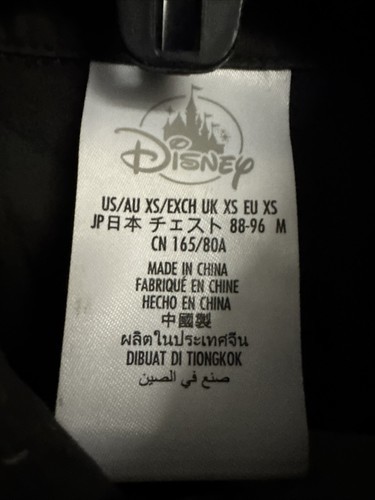 Disney
US/AU XS/EXCH UK XS EU XS
JP日本 チェスト 88-96 M
CN 165/80A
MADE IN CHINA
FABRIQUÉ EN CHINE
HECHO EN CHINA
中國製
ผลิตในประเทศจีน
DIBUAT DI TIONGKOK
صنع في الصين